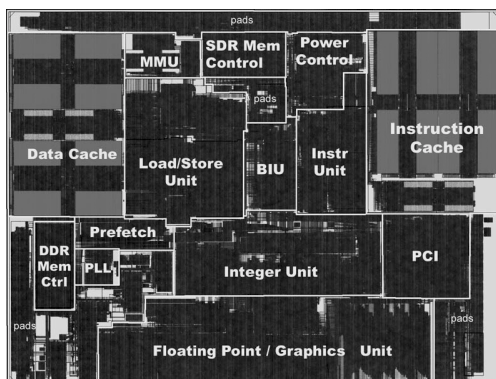 pads
MMU
SDR Mem
Control
Power
Control
pads
Data Cache
Load/Store
Unit
BIU
Instr
Unit
Instruction
Cache
DDR
Mem
Ctrl
Prefetch
PLL
Integer Unit
PCI
pads
pads
Floating Point / Graphics Unit